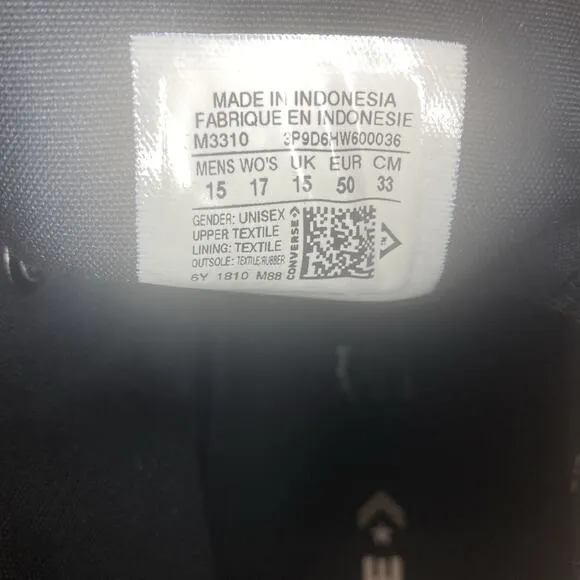 MADE IN INDONESIA
FABRIQUE EN INDONESIE
M3310 3P9D6HW600036
MENS WO'S UK EUR CM
15 17 15 50 33
GENDER: UNISEX
UPPER TEXTILE
LINING: TEXTILE
OUTSOLE: TEXTILE/RUBBER
6Y 1810 M88
CONVERSE